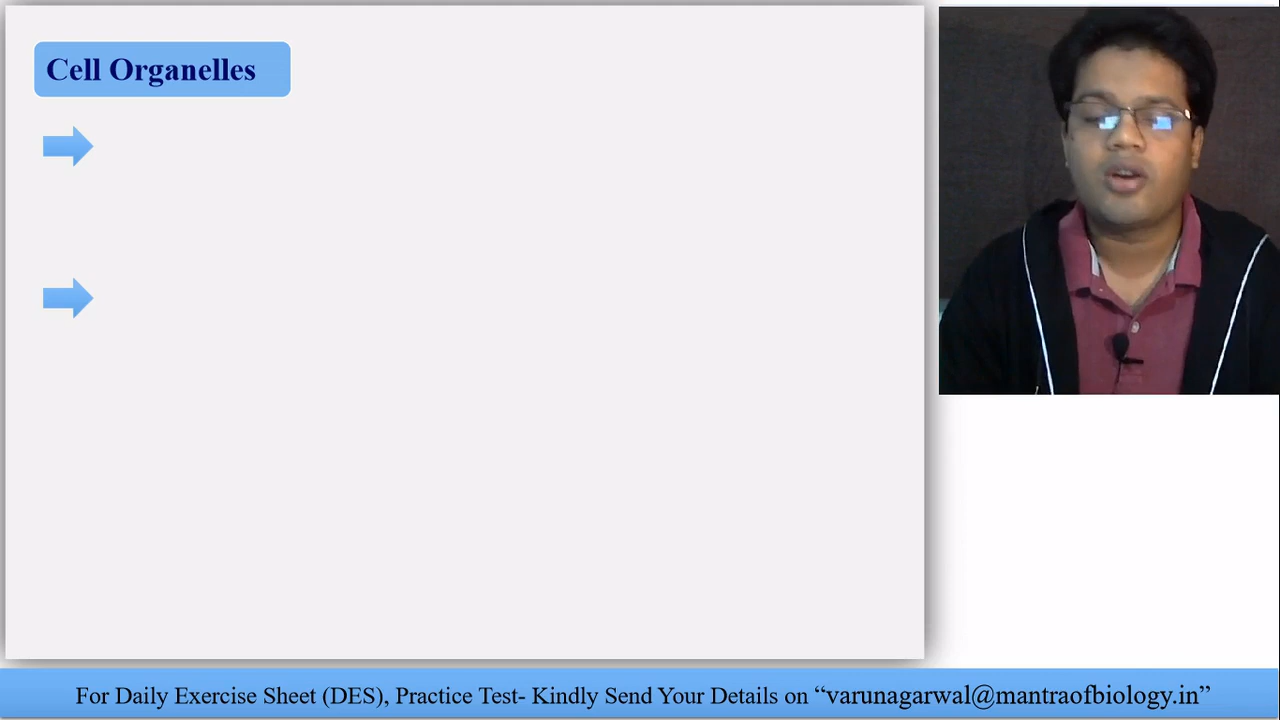 Cell Organelles
For Daily Exercise Sheet (DES), Practice Test- Kindly Send Your Details on “varunagarwal@mantraofbiology.in”